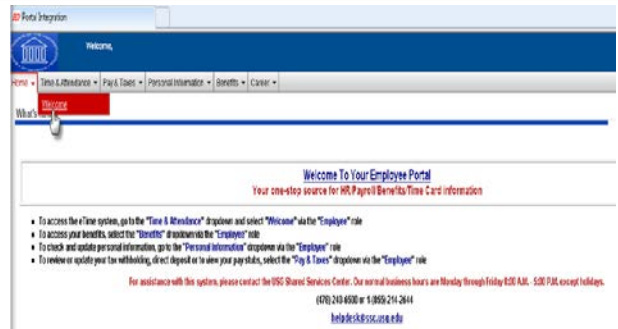 Portal Integration
Welcome,
Home Time & Attendance Pay & Taxes Personal Information Benefits Career
Welcome
What's
Welcome To Your Employee Portal
Your one-stop source for HR/Payroll/Benefits/Time Card information
To access the eTime system, go to the "Time & Attendance" dropdown and select "Welcome" via the "Employee" role
To access your benefits, select the "Benefits" dropdown via the "Employee" role
To check and update personal information, go to the "Personal Information" dropdown via the "Employee" role
To review or update your tax withholding, direct deposit or to view your pay stubs, select the "Pay & Taxes" dropdown via the "Employee" role
For assistance with this system, please contact the USG Shared Services Center. Our normal business hours are Monday through Friday 8:00 A.M. - 5:00 P.M. except holidays.
(478) 240-6500 or 1-(855)-214-2644
helpdesk@ssc.usg.edu